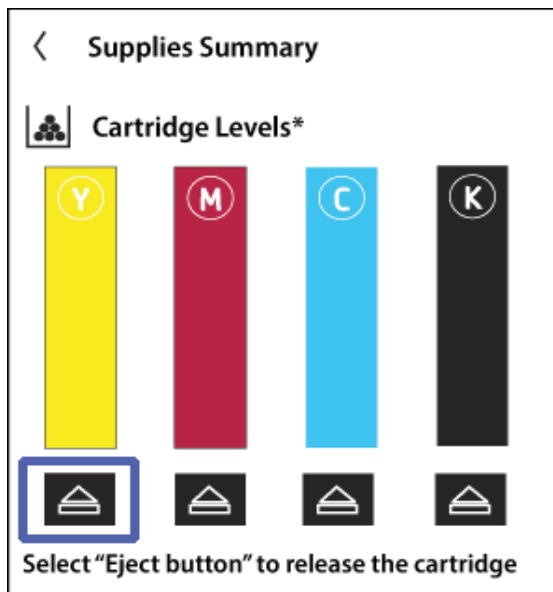 Supplies Summary
Cartridge Levels*
Y M C K
Select "Eject button" to release the cartridge